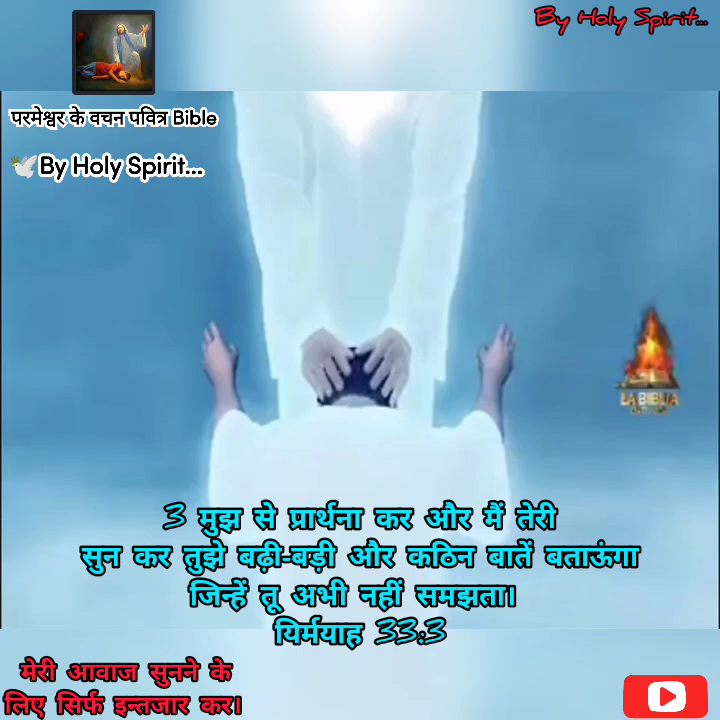 By Holy Spirit...
परमेश्वर के वचन पवित्र Bible
🕊By Holy Spirit...
LA BIBLIA
3 मुझ से प्रार्थना कर और मैं तेरी
सुन कर तुझे बढ़ी-बड़ी और कठिन बातें बताऊंगा
जिन्हें तू अभी नहीं समझता।
यिर्मयाह 33:3
मेरी आवाज सुनने के
लिए सिर्फ इन्तजार कर।